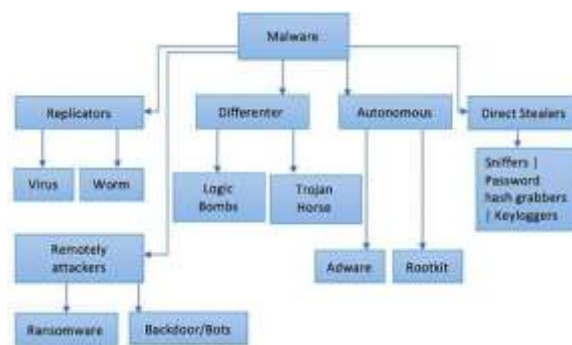 Malware
Replicators
Differenter
Autonomous
Direct Stealers
Virus
Worm
Logic
Bombs
Trojan
Horse
Sniffers |
Password
hash grabbers
| Keyloggers
Remotely
attackers
Adware
Rootkit
Ransomware
Backdoor/Bots